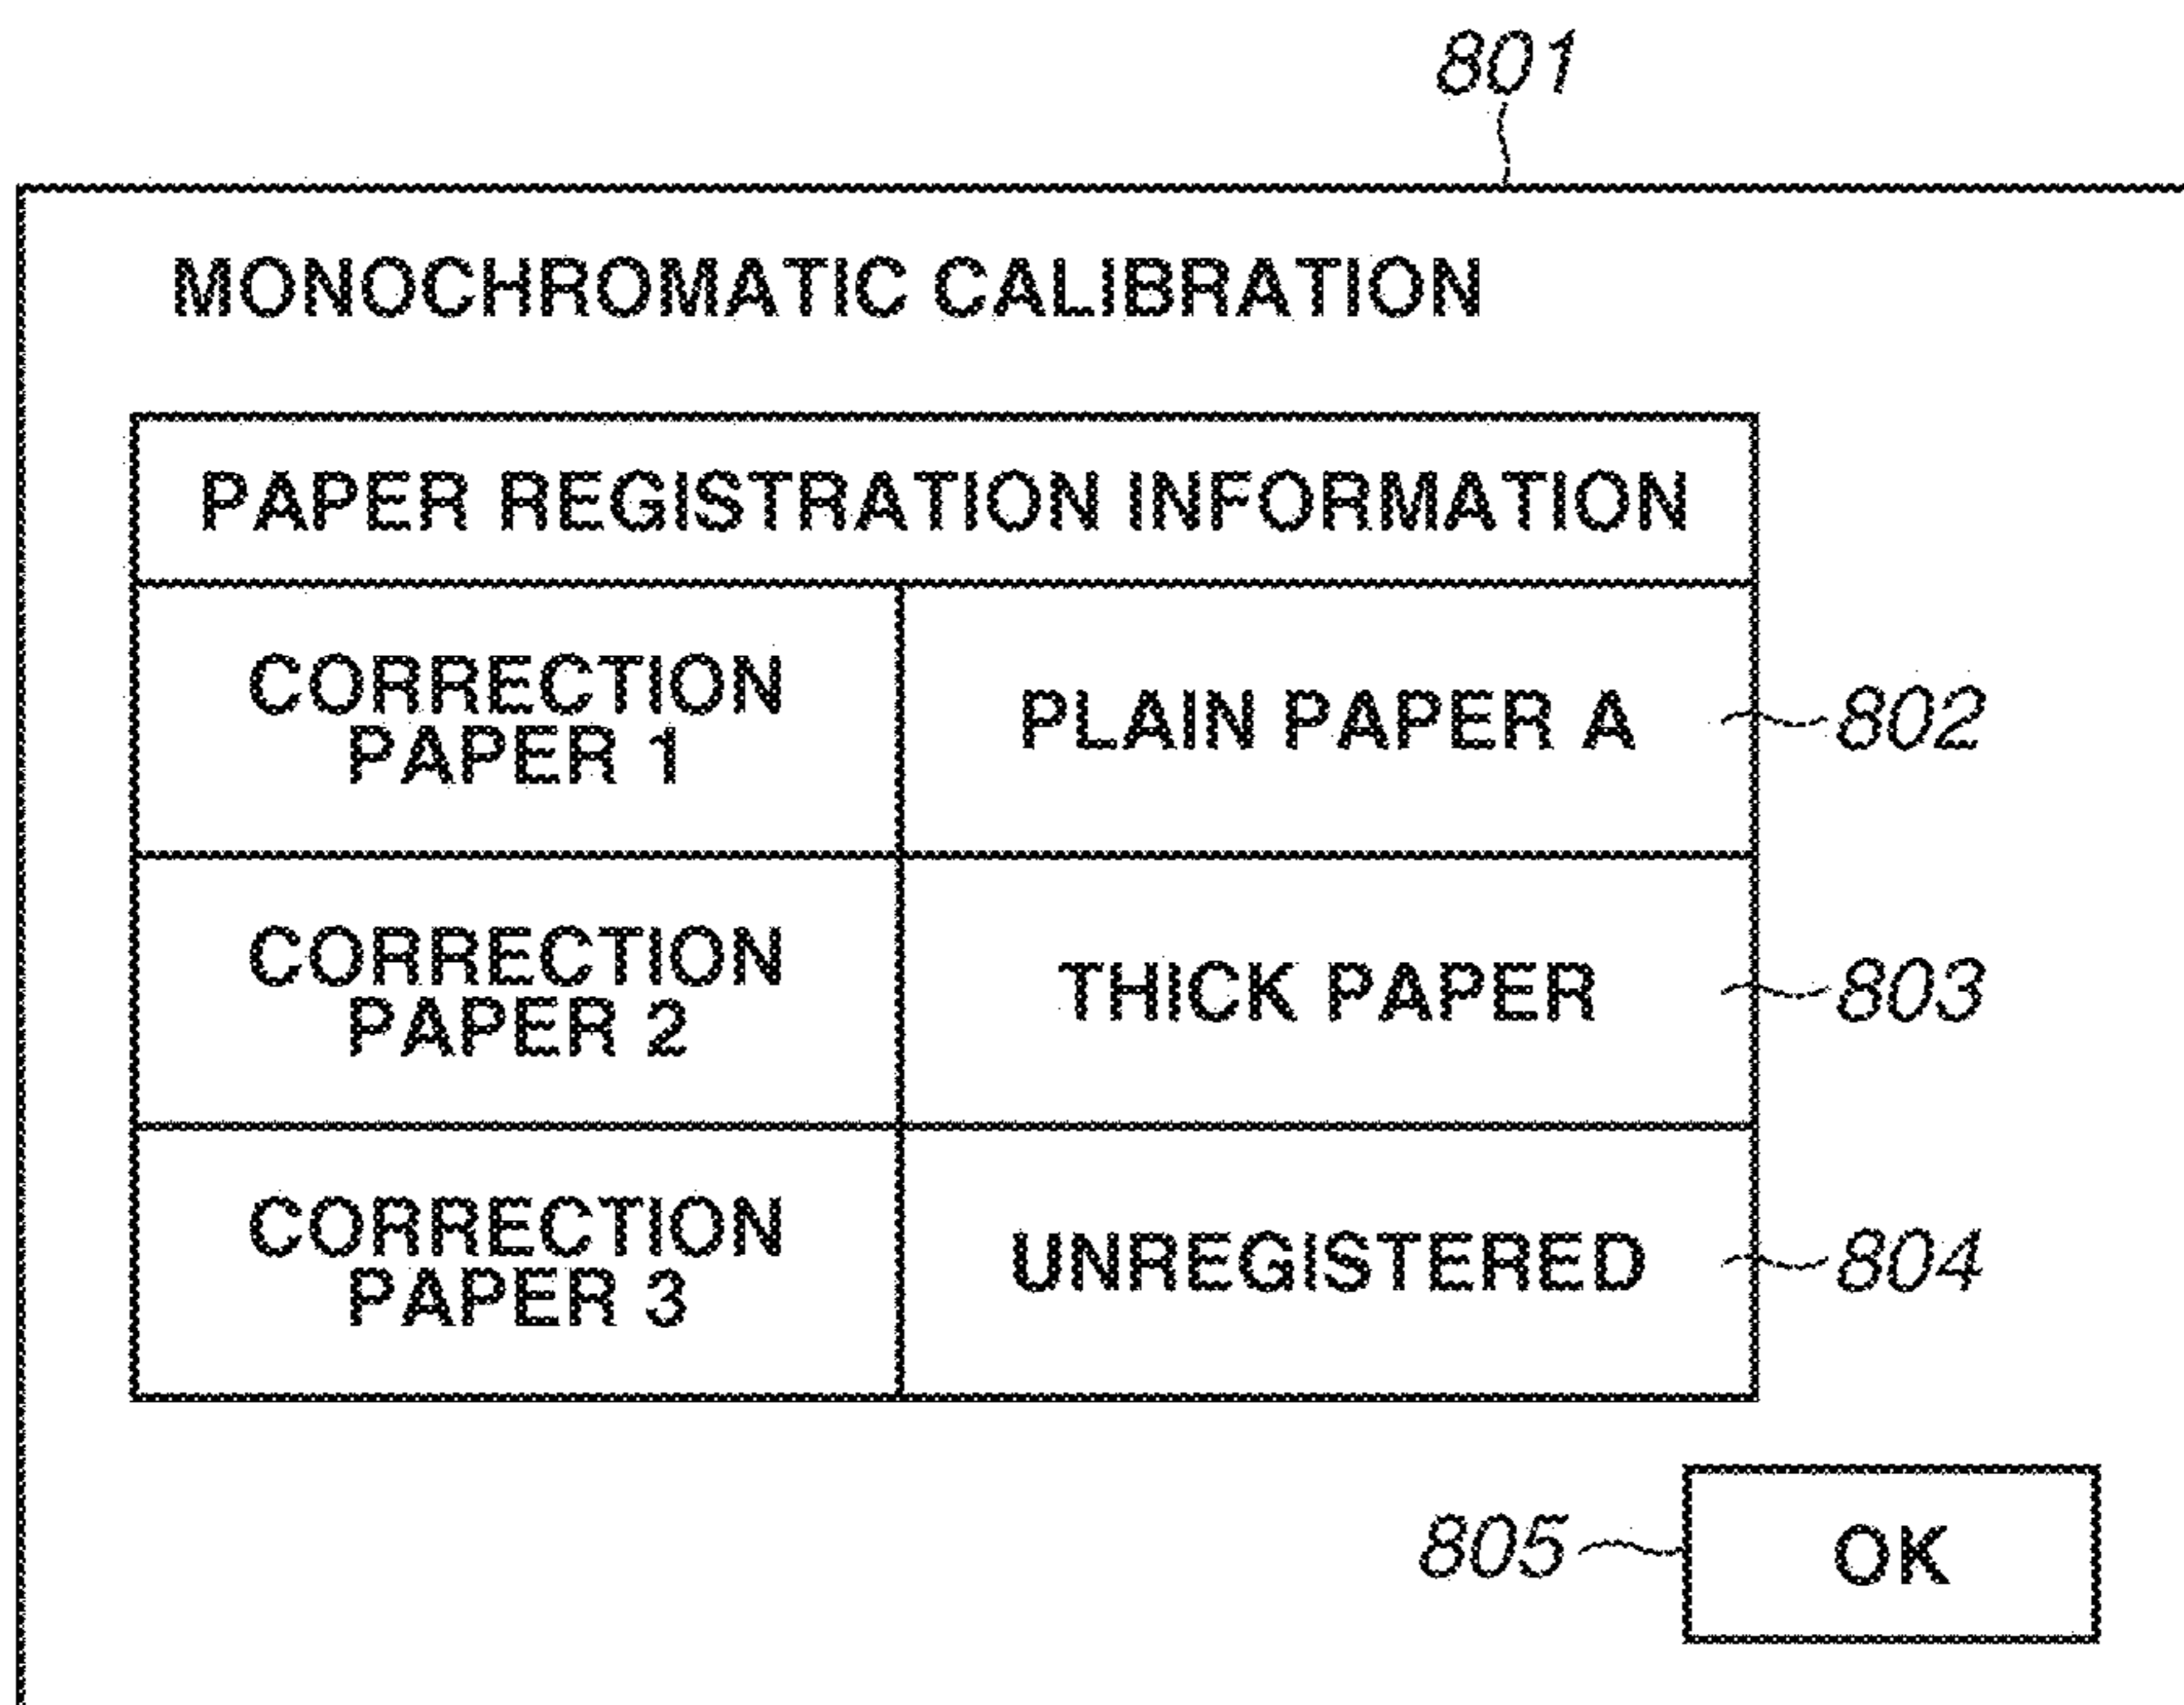 801
MONOCHROMATIC CALIBRATION
PAPER REGISTRATION INFORMATION
CORRECTION
PAPER 1
PLAIN PAPER A
802
CORRECTION
PAPER 2
THICK PAPER
803
CORRECTION
PAPER 3
UNREGISTERED
804
805
OK